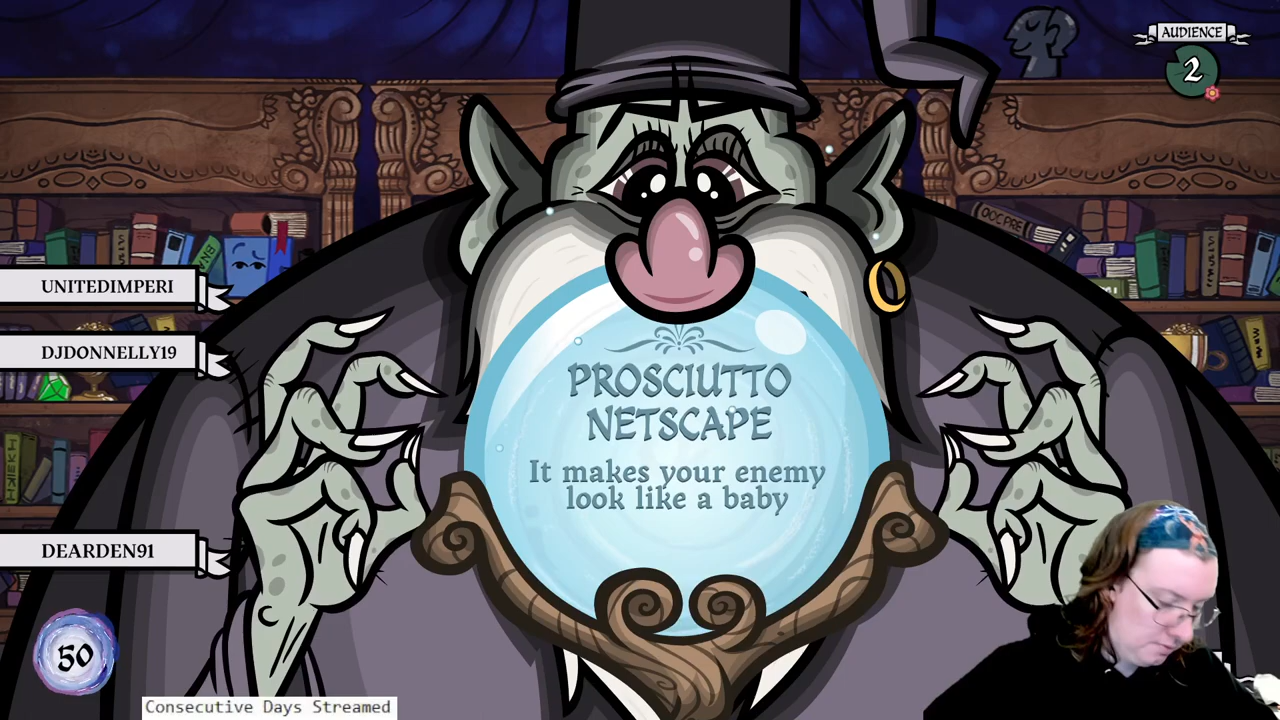 AUDIENCE
2
UNITEDIMPERI
DJDONNELLY19
DEARDEN91
PROSCIUTTO
NETSCAPE
It makes your enemy
look like a baby
50
Consecutive Days Streamed